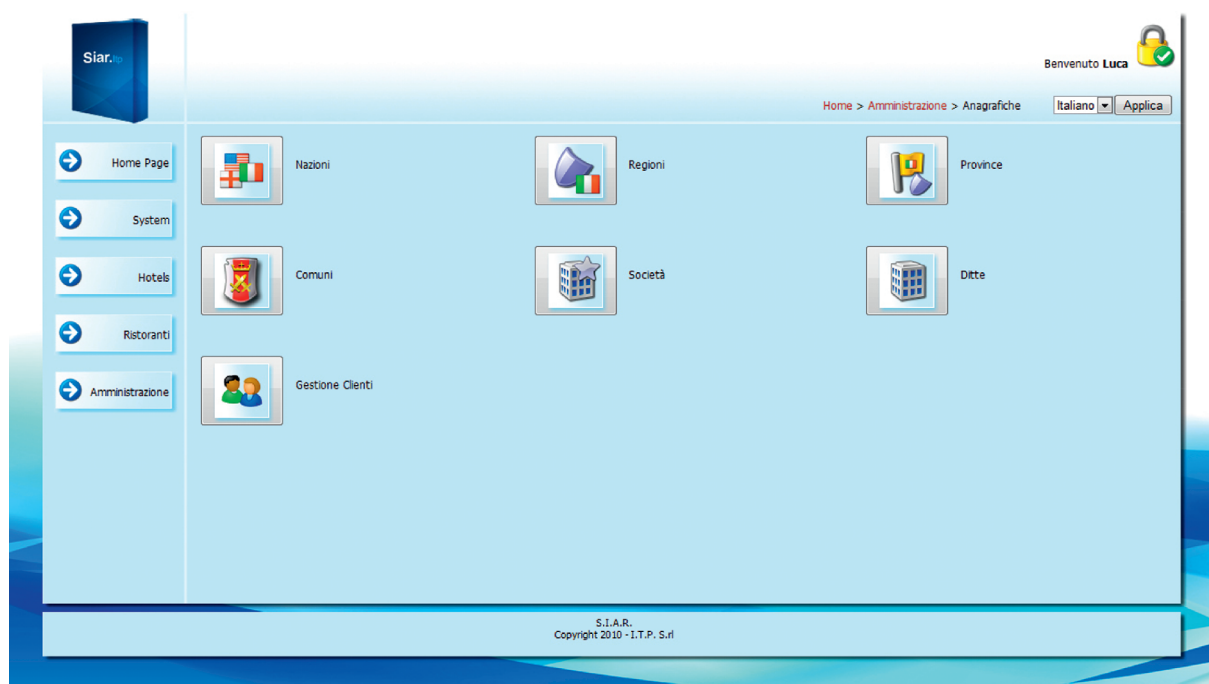 Siar.itp
Benvenuto Luca
Home > Amministrazione > Anagrafiche
Italiano
Applica
Home Page
System
Hotels
Ristoranti
Amministrazione
Nazioni
Regioni
Province
Comuni
Società
Ditte
Gestione Clienti
S.I.A.R.
Copyright 2010 - I.T.P. S.rl